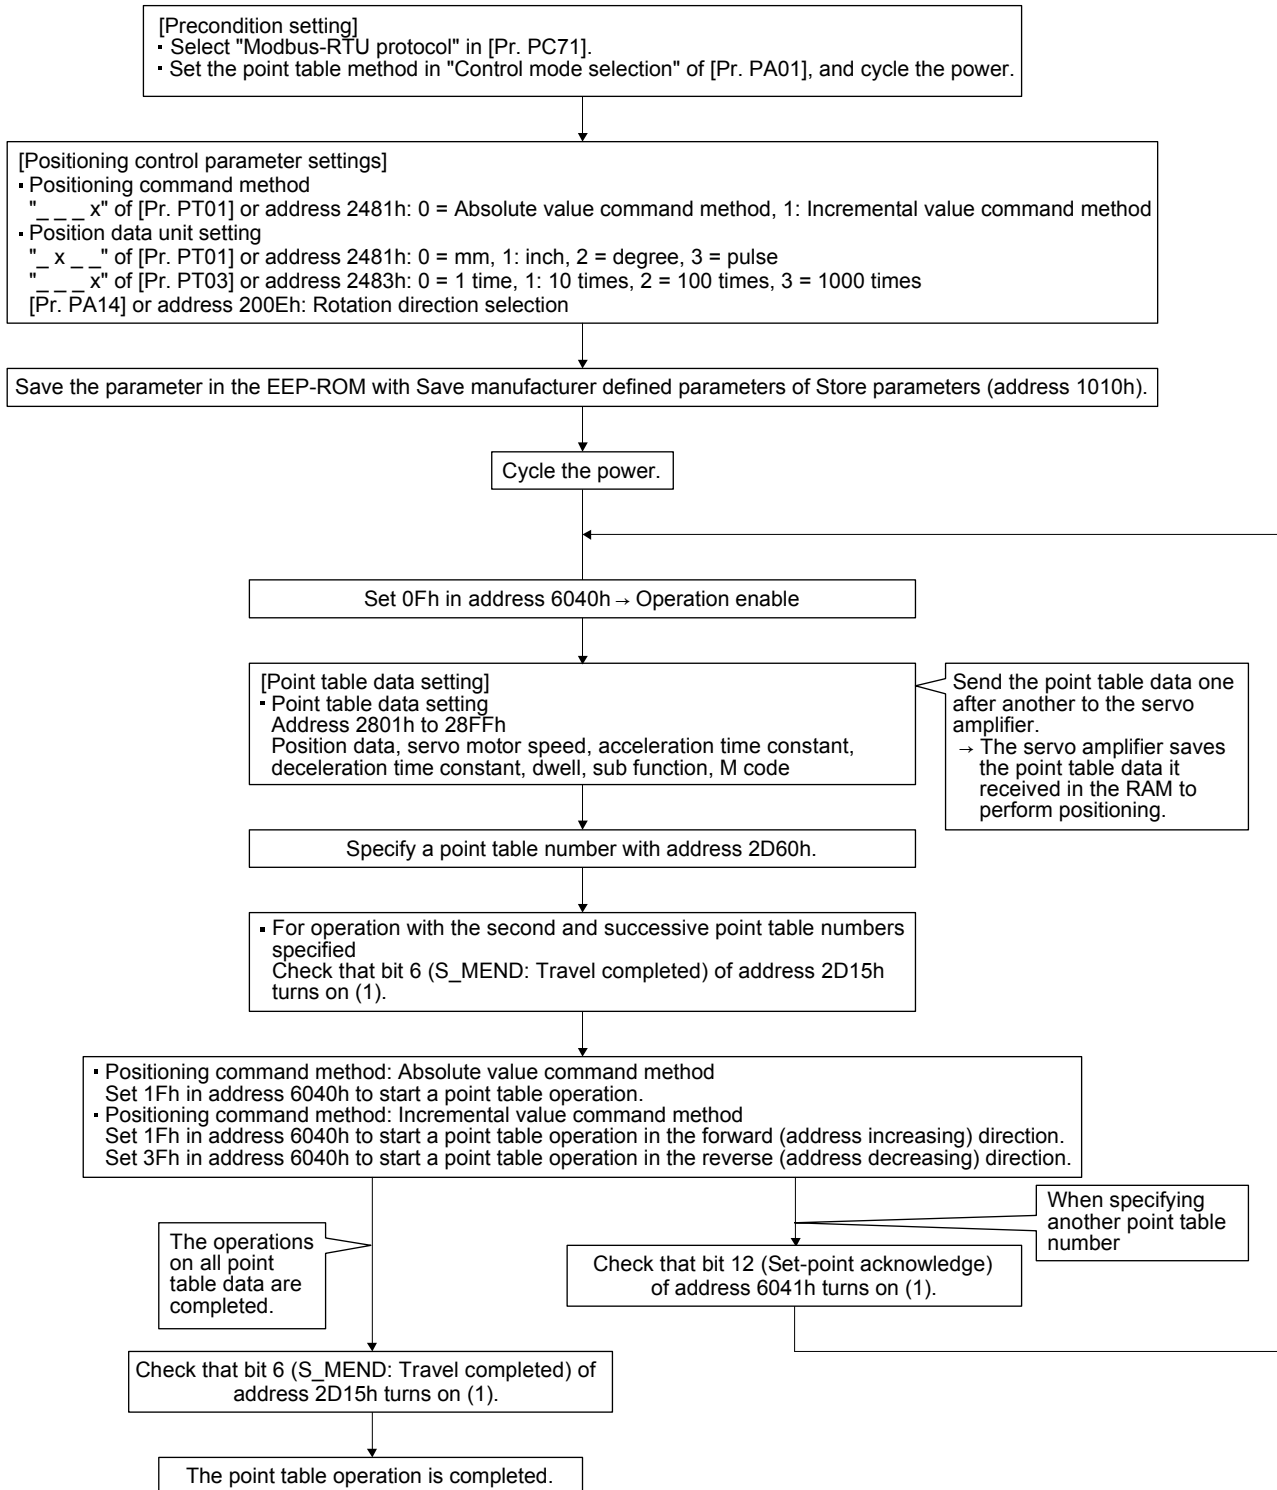 [Precondition setting]
▪ Select "Modbus-RTU protocol" in [Pr. PC71].
▪ Set the point table method in "Control mode selection" of [Pr. PA01], and cycle the power.
[Positioning control parameter settings]
▪ Positioning command method
"_ _ _ x" of [Pr. PT01] or address 2481h: 0 = Absolute value command method, 1: Incremental value command method
▪ Position data unit setting
"_ x _ _" of [Pr. PT01] or address 2481h: 0 = mm, 1: inch, 2 = degree, 3 = pulse
"_ _ _ x" of [Pr. PT03] or address 2483h: 0 = 1 time, 1: 10 times, 2 = 100 times, 3 = 1000 times
[Pr. PA14] or address 200Eh: Rotation direction selection
Save the parameter in the EEP-ROM with Save manufacturer defined parameters of Store parameters (address 1010h).
Cycle the power.
Set 0Fh in address 6040h → Operation enable
[Point table data setting]
▪ Point table data setting
Address 2801h to 28FFh
Position data, servo motor speed, acceleration time constant,
deceleration time constant, dwell, sub function, M code
Send the point table data one
after another to the servo
amplifier.
→ The servo amplifier saves
the point table data it
received in the RAM to
perform positioning.
Specify a point table number with address 2D60h.
▪ For operation with the second and successive point table numbers
specified
Check that bit 6 (S_MEND: Travel completed) of address 2D15h
turns on (1).
▪ Positioning command method: Absolute value command method
Set 1Fh in address 6040h to start a point table operation.
▪ Positioning command method: Incremental value command method
Set 1Fh in address 6040h to start a point table operation in the forward (address increasing) direction.
Set 3Fh in address 6040h to start a point table operation in the reverse (address decreasing) direction.
The operations
on all point
table data are
completed.
When specifying
another point table
number
Check that bit 12 (Set-point acknowledge)
of address 6041h turns on (1).
Check that bit 6 (S_MEND: Travel completed) of
address 2D15h turns on (1).
The point table operation is completed.